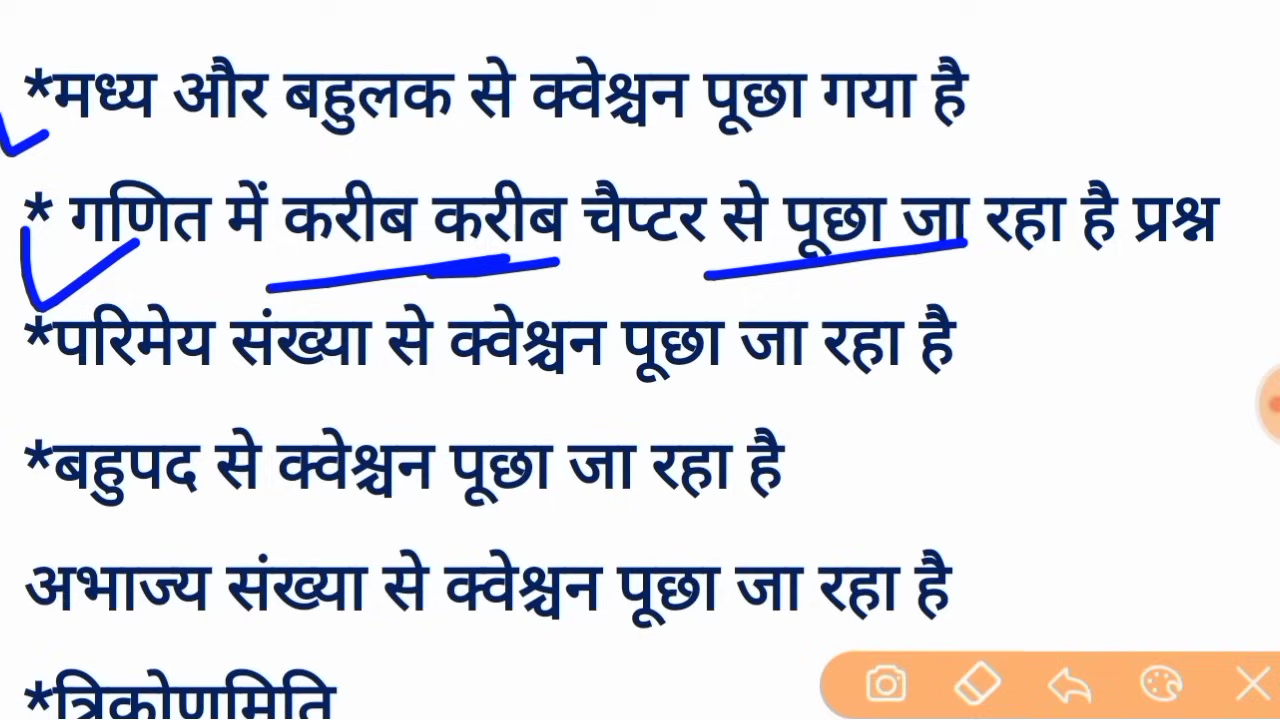 *मध्य और बहुलक से क्वेश्चन पूछा गया है
* गणित में करीब करीब चैप्टर से पूछा जा रहा है प्रश्न
*परिमेय संख्या से क्वेश्चन पूछा जा रहा है
*बहुपद से क्वेश्चन पूछा जा रहा है
अभाज्य संख्या से क्वेश्चन पूछा जा रहा है
*त्रिकोणमिति